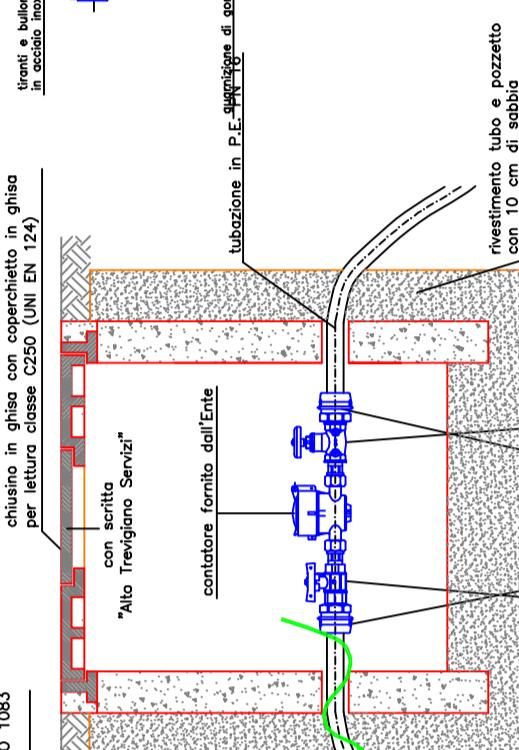 tiranti e bullon
in acciaio inox
guarnizione di go
tubazione in P.E. PN 16
rivestimento tubo e pozzetto
con 10 cm di sabbia
chiusino in ghisa con coperchietto in ghisa
per lettura classe C250 (UNI EN 124)
con scritta
"Alto Trevigiano Servizi"
contatore fornito dall'Ente
1083